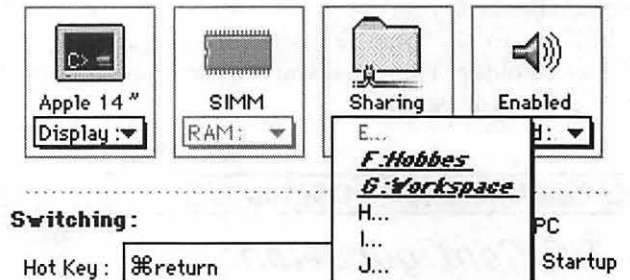 C>
Apple 14"
SIMM
Sharing
Enabled
Display :
RAM:
d:
E...
F:Hobbes
G:Workspace
H...
I...
J...
Switching:
PC
Hot Key :
⌘return
Startup